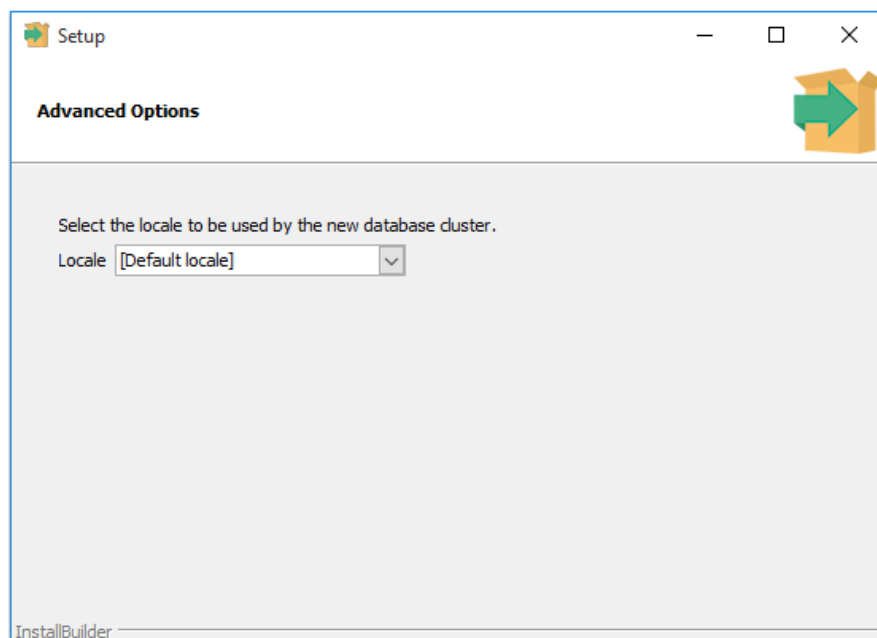 Setup
Advanced Options
Select the locale to be used by the new database cluster.
Locale [Default locale]
InstallBuilder